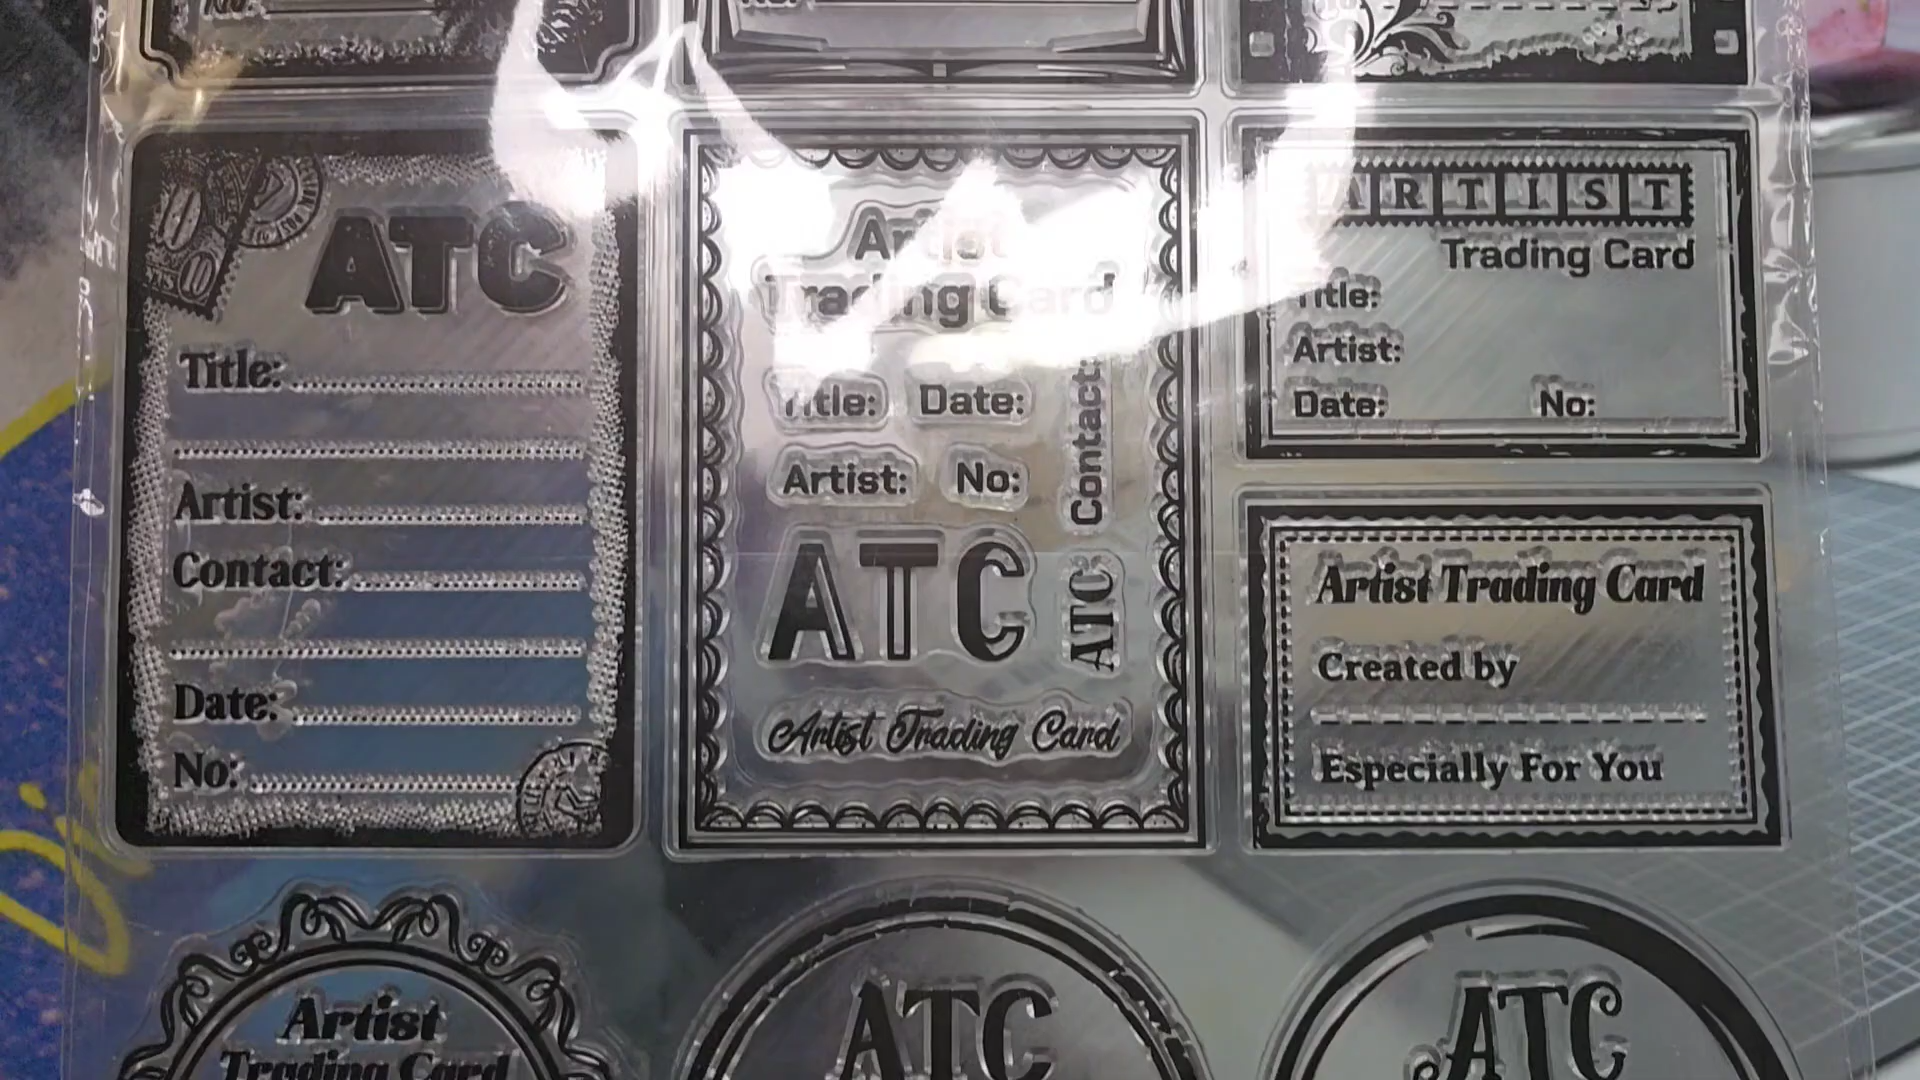 No:
ATC
Title:
Artist:
Contact:
Date:
No:
Artist
Trading Card
Title: Date:
Artist: No:
Contact:
ATC
ATC
Artist Trading Card
ARTIST
Trading Card
Title:
Artist:
Date: No:
Artist Trading Card
Created by
Especially For You
Artist
Trading Card
ATC
ATC